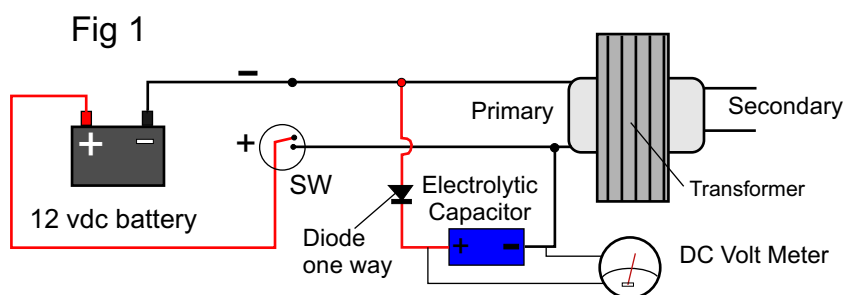 Fig 1
-
+
-
12 vdc battery
+
SW
Primary
Secondary
Transformer
Diode
one way
Electrolytic
Capacitor
+
-
DC Volt Meter